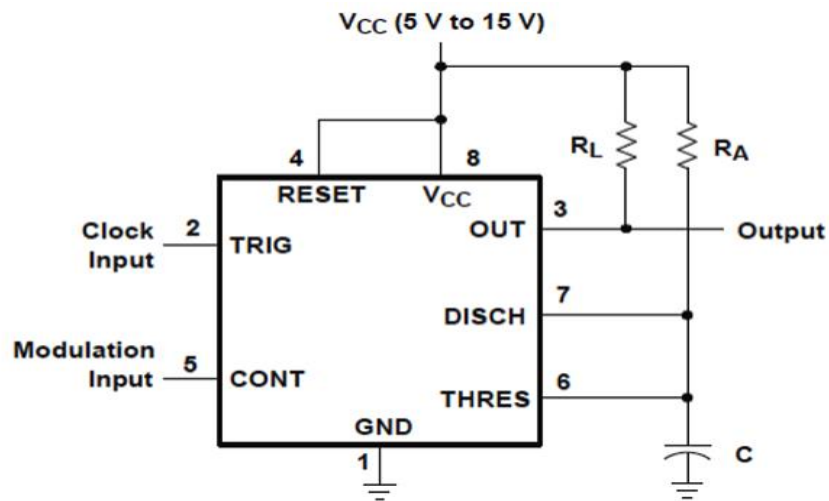 VCC (5 V to 15 V)
RL
RA
4
8
RESET
VCC
3
Clock
Input
2
TRIG
OUT
Output
7
DISCH
Modulation
Input
5
CONT
6
THRES
GND
1
C